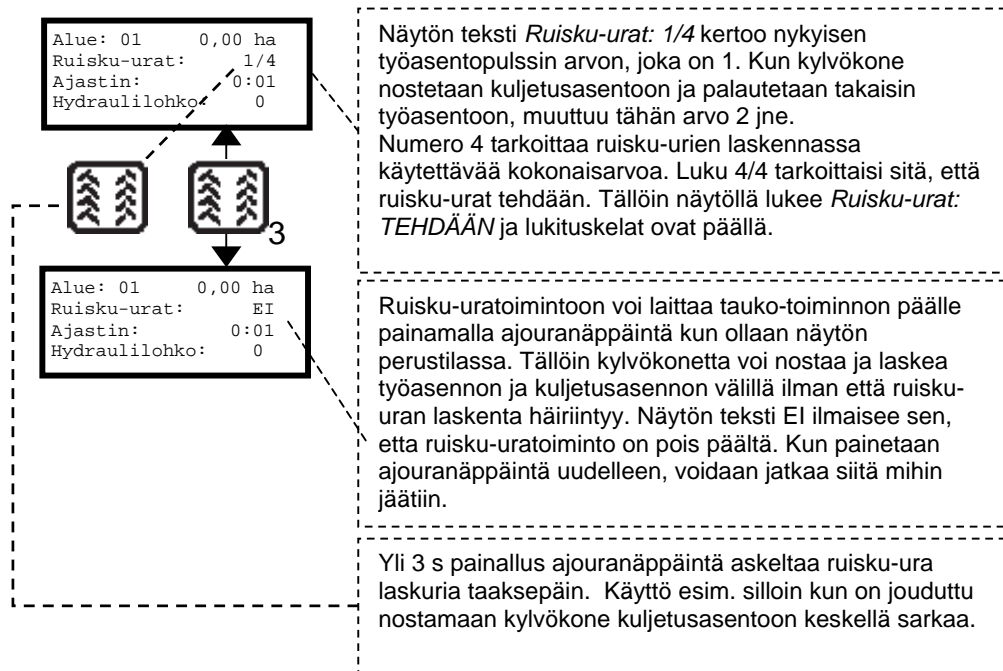 Alue: 01 0,00 ha
Ruisku-urat: 1/4
Ajastin: 0:01
Hydraulilohko: 0
3
Alue: 01 0,00 ha
Ruisku-urat: EI
Ajastin: 0:01
Hydraulilohko: 0
Näytön teksti Ruisku-urat: 1/4 kertoo nykyisen
työasentopulssin arvon, joka on 1. Kun kylvökone
nostetaan kuljetusasentoon ja palautetaan takaisin
työasentoon, muuttuu tähän arvo 2 jne.
Numero 4 tarkoittaa ruisku-urien laskennassa
käytettävää kokonaisarvoa. Luku 4/4 tarkoittaisi sitä, että
ruisku-urat tehdään. Tällöin näytöllä lukee Ruisku-urat:
TEHDÄÄN ja lukituskelat ovat päällä.
Ruisku-uratoimintoon voi laittaa tauko-toiminnon päälle
painamalla ajouranäppäintä kun ollaan näytön
perustilassa. Tällöin kylvökonetta voi nostaa ja laskea
työasennon ja kuljetusasennon välillä ilman että ruisku-
uran laskenta häiriintyy. Näytön teksti EI ilmaisee sen,
etta ruisku-uratoiminto on pois päältä. Kun painetaan
ajouranäppäintä uudelleen, voidaan jatkaa siitä mihin
jäätiin.
Yli 3 s painallus ajouranäppäintä askeltaa ruisku-ura
laskuria taaksepäin. Käyttö esim. silloin kun on jouduttu
nostamaan kylvökone kuljetusasentoon keskellä sarkaa.